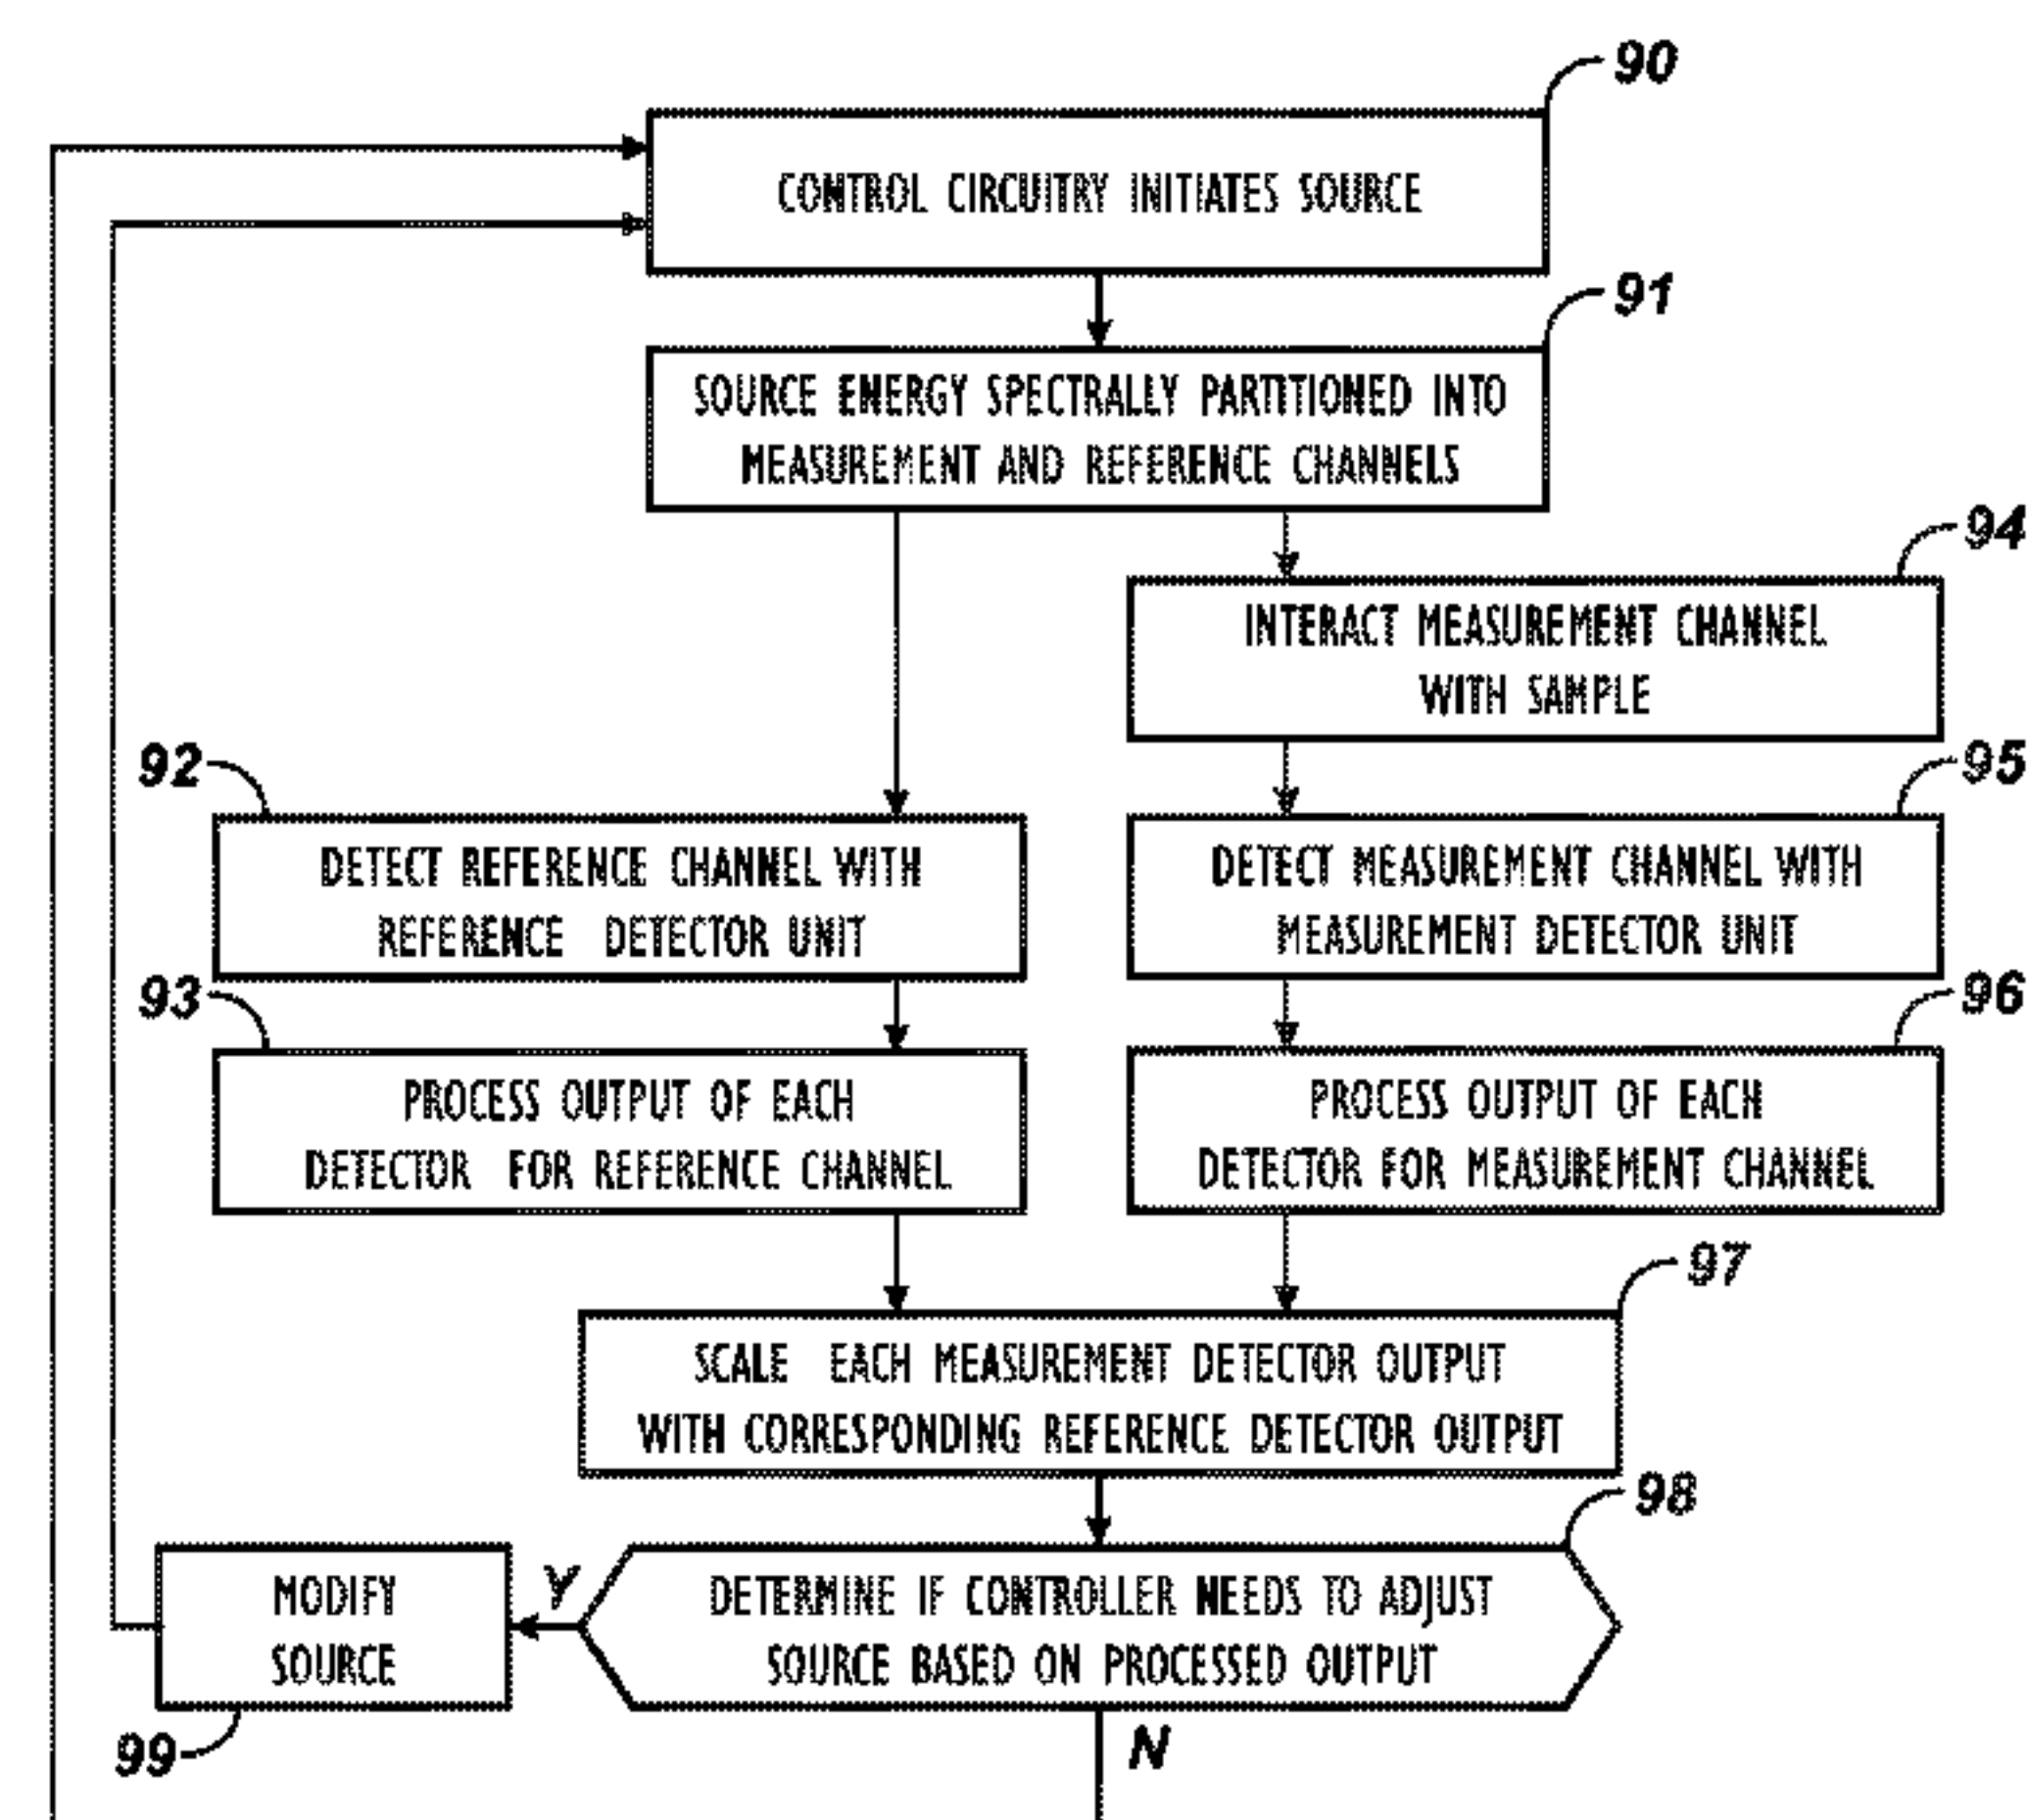 90
CONTROL CIRCUITRY INITIATES SOURCE
91
SOURCE ENERGY SPECTRALLY PARTITIONED INTO
MEASUREMENT AND REFERENCE CHANNELS
94
INTERACT MEASUREMENT CHANNEL
WITH SAMPLE
92
DETECT REFERENCE CHANNEL WITH
REFERENCE DETECTOR UNIT
95
DETECT MEASUREMENT CHANNEL WITH
MEASUREMENT DETECTOR UNIT
93
PROCESS OUTPUT OF EACH
DETECTOR FOR REFERENCE CHANNEL
96
PROCESS OUTPUT OF EACH
DETECTOR FOR MEASUREMENT CHANNEL
97
SCALE EACH MEASUREMENT DETECTOR OUTPUT
WITH CORRESPONDING REFERENCE DETECTOR OUTPUT
98
DETERMINE IF CONTROLLER NEEDS TO ADJUST
SOURCE BASED ON PROCESSED OUTPUT
Y
MODIFY
SOURCE
99
N